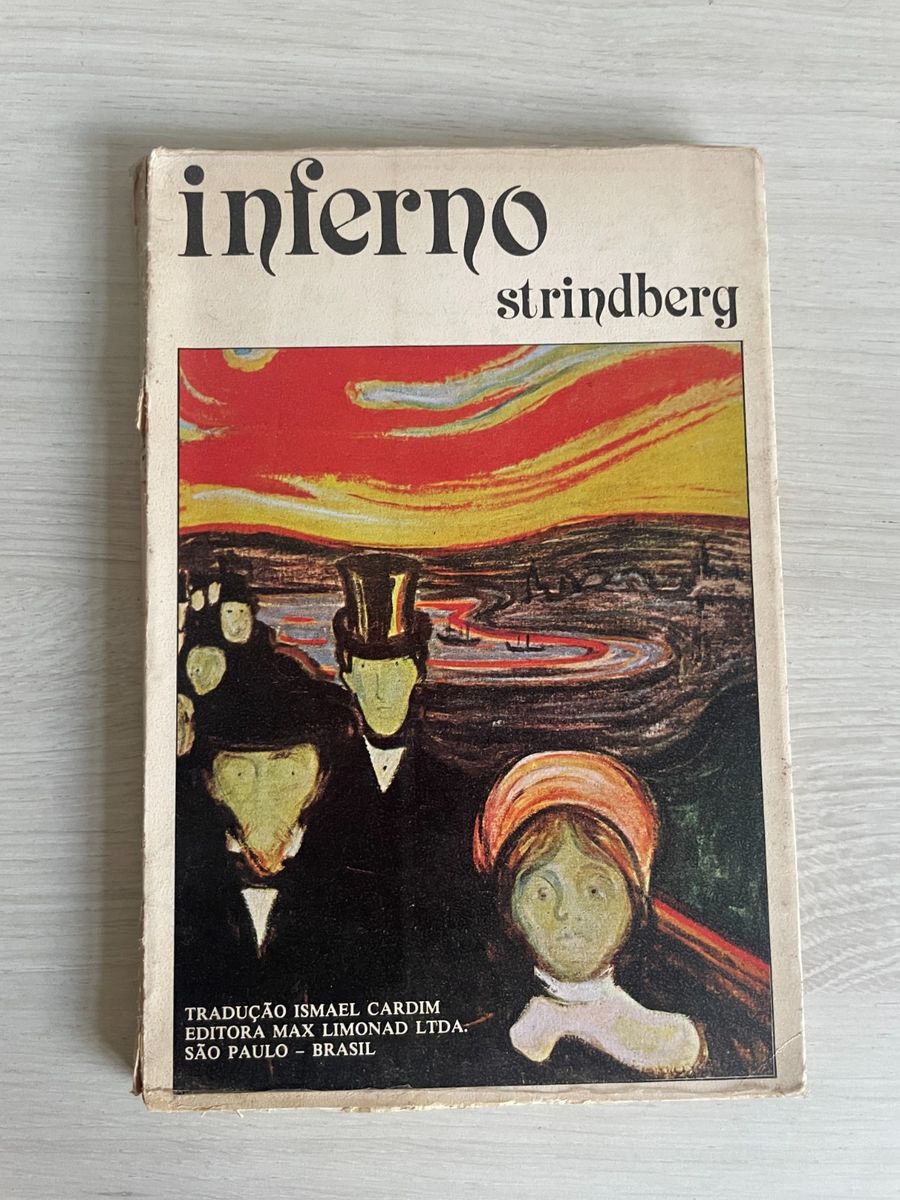 inferno
strindberg
TRADUÇÃO ISMAEL CARDIM
EDITORA MAX LIMONAD LTDA.
SÃO PAULO – BRASIL